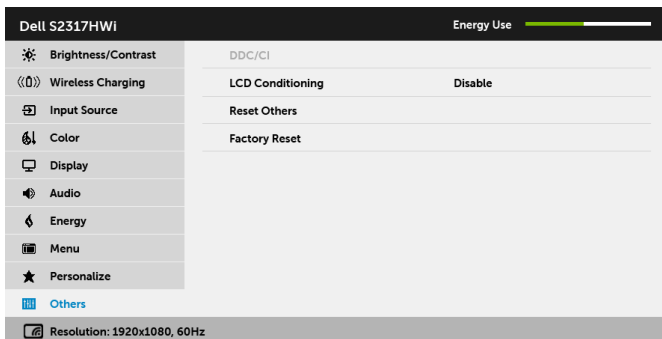 Dell S2317HWi Energy Use
Brightness/Contrast DDC/CI
Wireless Charging LCD Conditioning Disable
Input Source Reset Others
Color Factory Reset
Display
Audio
Energy
Menu
Personalize
Others
Resolution: 1920x1080, 60Hz